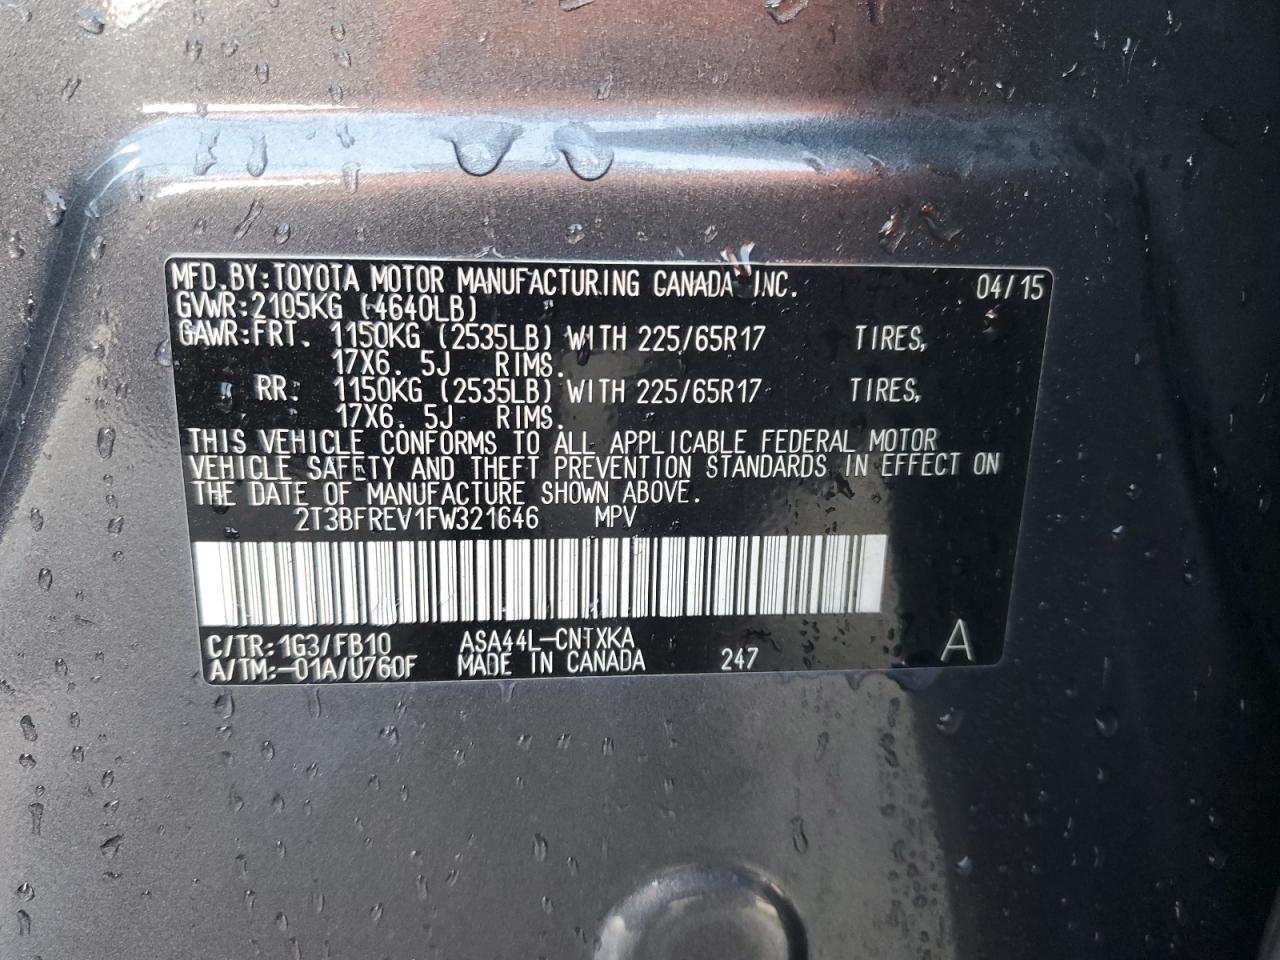 MFD.BY:TOYOTA MOTOR MANUFACTURING CANADA INC. 04/15
GVWR:2105KG (4640LB)
GAWR:FRT. 1150KG (2535LB) WITH 225/65R17 TIRES,
17X6. 5J RIMS.
RR: 1150KG (2535LB) WITH 225/65R17 TIRES,
17X6. 5J RIMS.
THIS VEHICLE CONFORMS TO ALL APPLICABLE FEDERAL MOTOR
VEHICLE SAFETY AND THEFT PREVENTION STANDARDS IN EFFECT ON
THE DATE OF MANUFACTURE SHOWN ABOVE.
2T3BFREV1FW321646 MPV
C/TR:1G3/FB10 ASA44L-CNTXKA
A/TM:-01A/U760F MADE IN CANADA 247 A